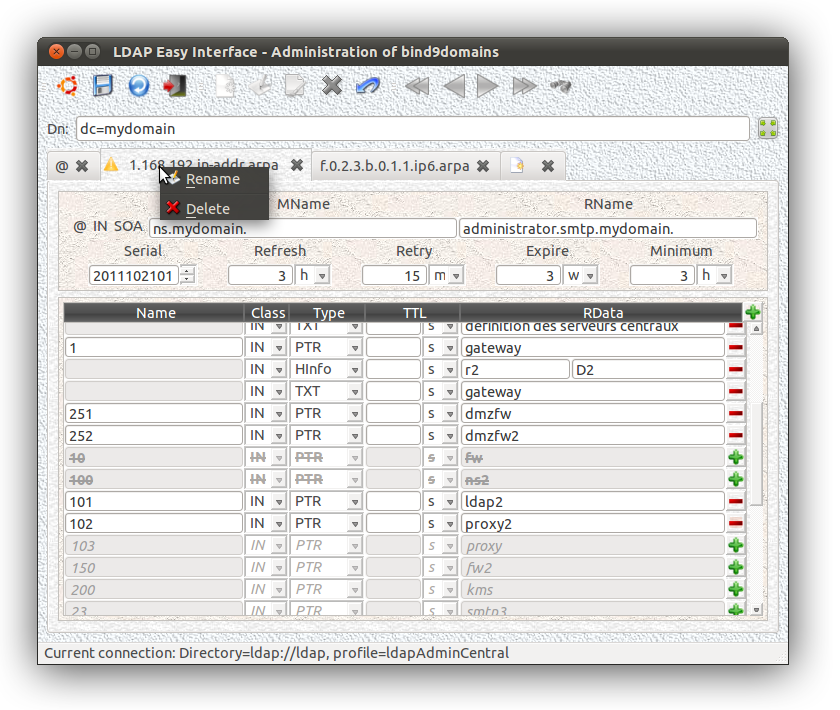 LDAP Easy Interface - Administration of bind9domains
Dn: dc=mydomain
@ 1.168.192.in-addr.arpa f.0.2.3.b.0.1.1.ip6.arpa
Rename
Delete
MName RName
@ IN SOA ns.mydomain. administrator.smtp.mydomain.
Serial Refresh Retry Expire Minimum
2011102101 3 h 15 m 3 w 3 h
Name Class Type TTL RData
IN TXT s définition des serveurs centraux
1 IN PTR s gateway
IN HInfo s r2 D2
IN TXT s gateway
251 IN PTR s dmzfw
252 IN PTR s dmzfw2
10 IN PTR s fw
100 IN PTR s ns2
101 IN PTR s ldap2
102 IN PTR s proxy2
103 IN PTR s proxy
150 IN PTR s fw2
200 IN PTR s kms
23 IN PTR s smtp3
Current connection: Directory=ldap://ldap, profile=ldapAdminCentral